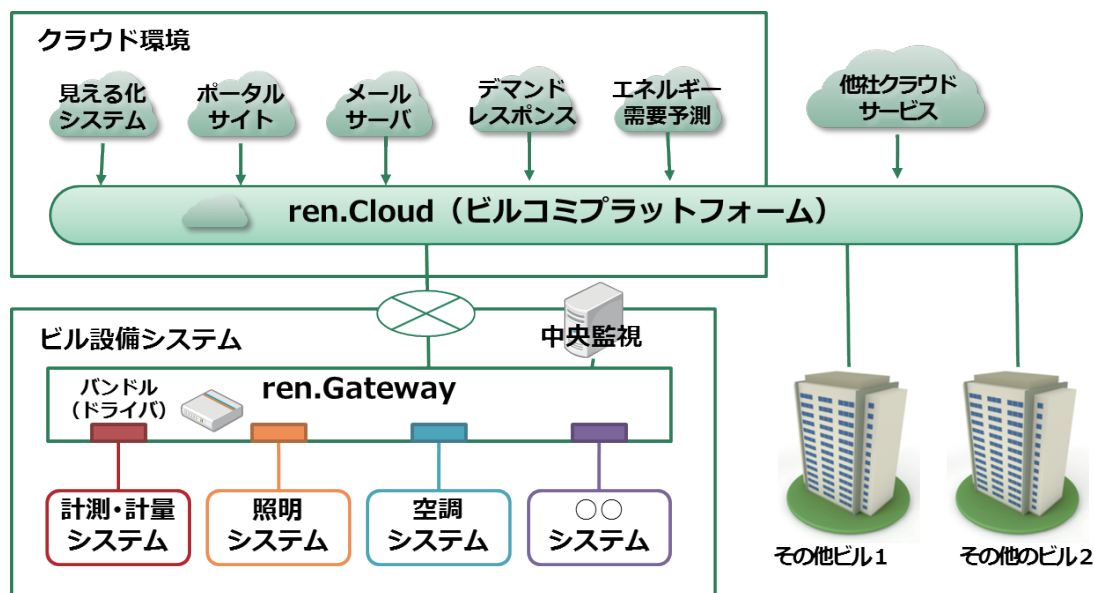 クラウド環境
見える化
システム
ポータル
サイト
メール
サーバ
デマンド
レスポンス
エネルギー
需要予測
他社クラウド
サービス
ren.Cloud（ビルコミプラットフォーム）
ビル設備システム
中央監視
バンドル
（ドライバ）
ren.Gateway
計測・計量
システム
照明
システム
空調
システム
○○
システム
その他ビル１
その他のビル２